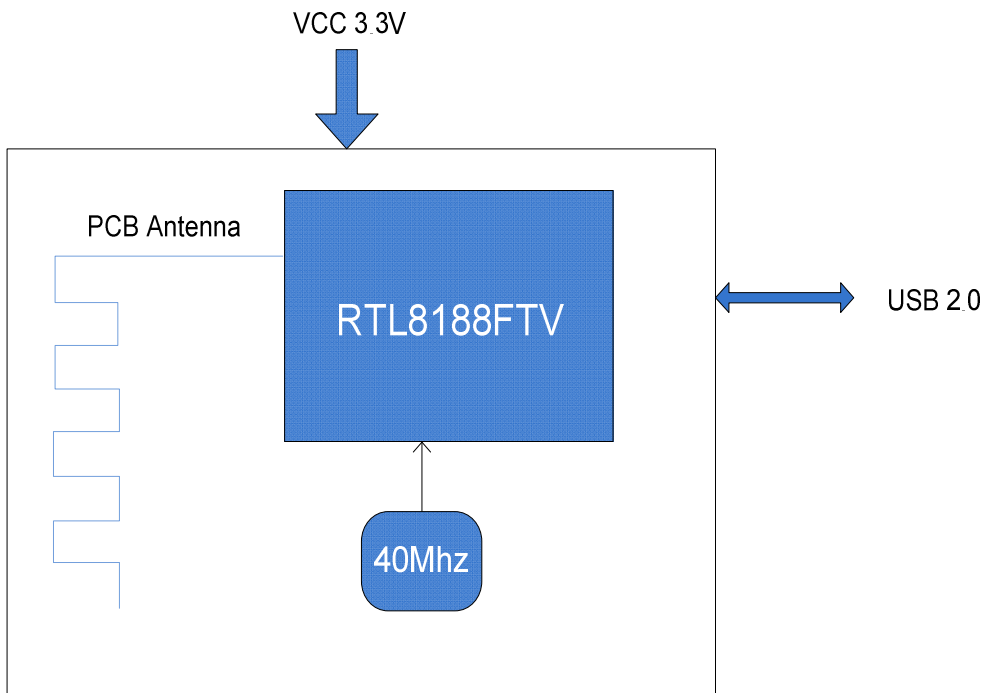 VCC 3.3V
PCB Antenna
RTL8188FTV
USB 2.0
40Mhz